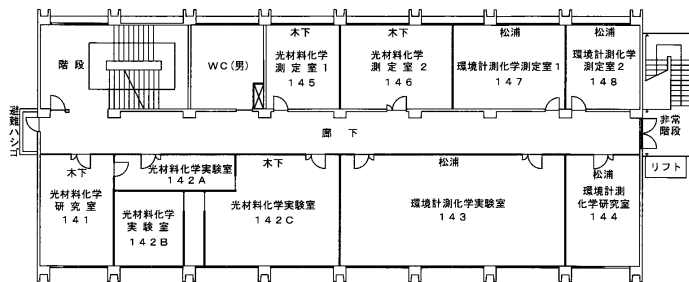 階段
WC(男)
木下
光材料化学
測定室1
145
木下
光材料化学
測定室2
146
松浦
環境計測化学測定室1
147
松浦
環境計測化学
測定室2
148
避難ハシゴ
廊下
非常
階段
リフト
木下
光材料化学
研究室
141
光材料化学実験室
142A
光材料化学
実験室
142B
木下
光材料化学実験室
142C
松浦
環境計測化学実験室
143
松浦
環境計測
化学研究室
144